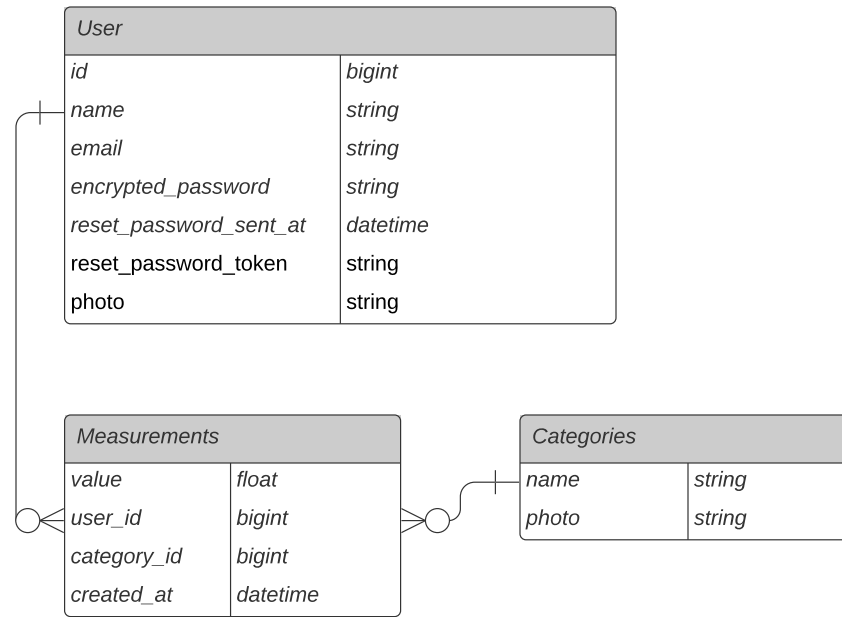 User
id bigint
name string
email string
encrypted_password string
reset_password_sent_at datetime
reset_password_token string
photo string
Measurements
value float
user_id bigint
category_id bigint
created_at datetime
Categories
name string
photo string